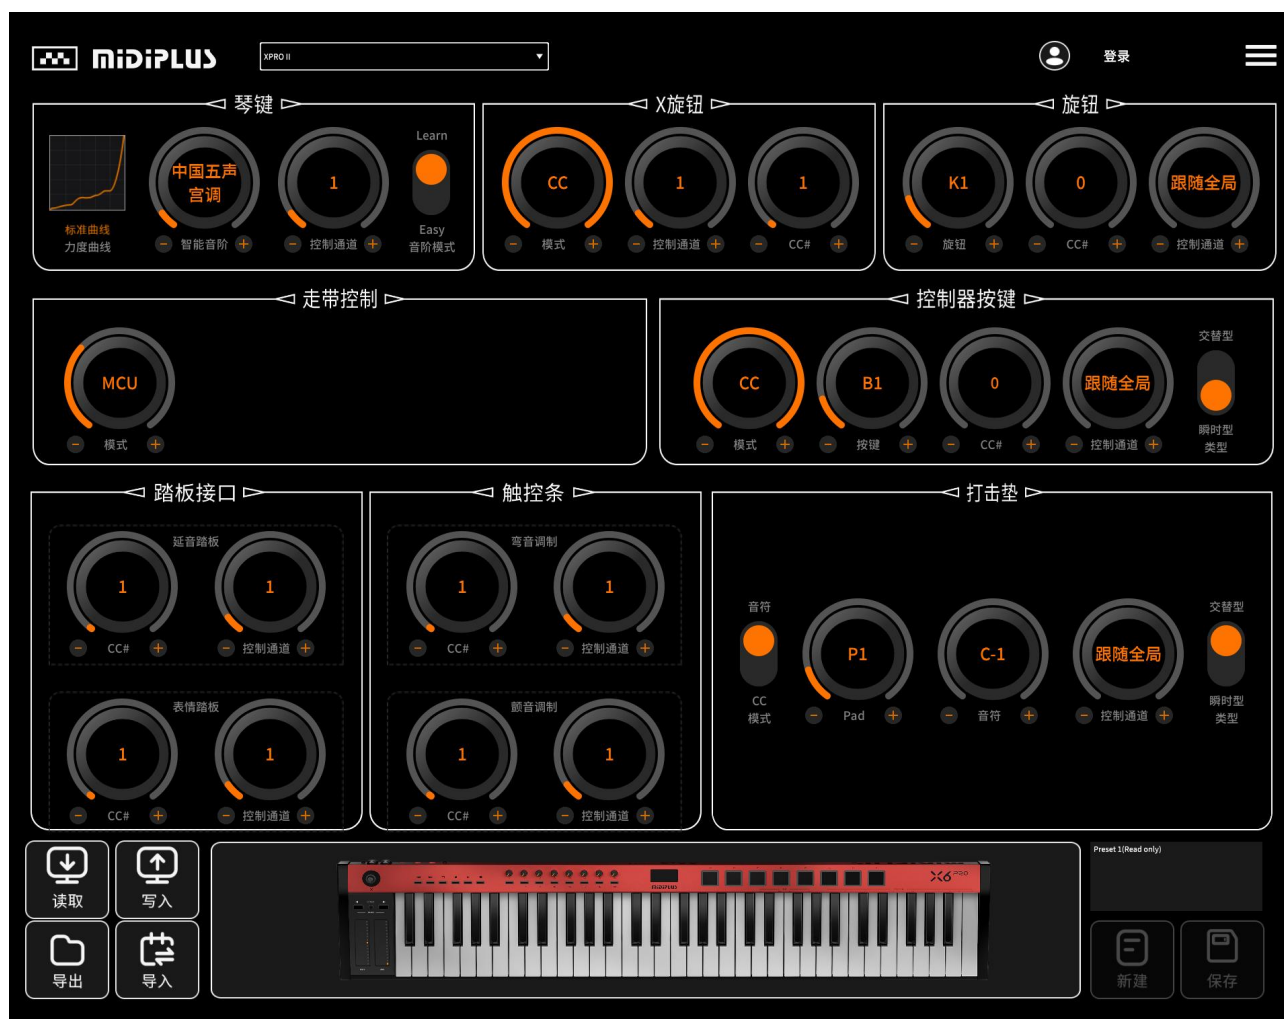 MiDiPLUS
XPRO II
登录
琴键
X旋钮
旋钮
Learn
中国五声
宫调
1
CC
1
1
K1
0
跟随全局
标准曲线
力度曲线
智能音阶
控制通道
Easy
音阶模式
模式
控制通道
CC#
旋钮
CC#
控制通道
走带控制
控制器按键
交替型
MCU
CC
B1
0
跟随全局
瞬时型
类型
模式
模式
按键
CC#
控制通道
踏板接口
触控条
打击垫
延音踏板
弯音调制
1
1
1
1
CC#
控制通道
CC#
控制通道
音符
交替型
P1
C-1
跟随全局
CC
模式
Pad
音符
控制通道
瞬时型
类型
表情踏板
颤音调制
1
1
1
1
CC#
控制通道
CC#
控制通道
读取
写入
导出
导入
MIDIPLUS
X6 PRO
Preset 1(Read only)
新建
保存